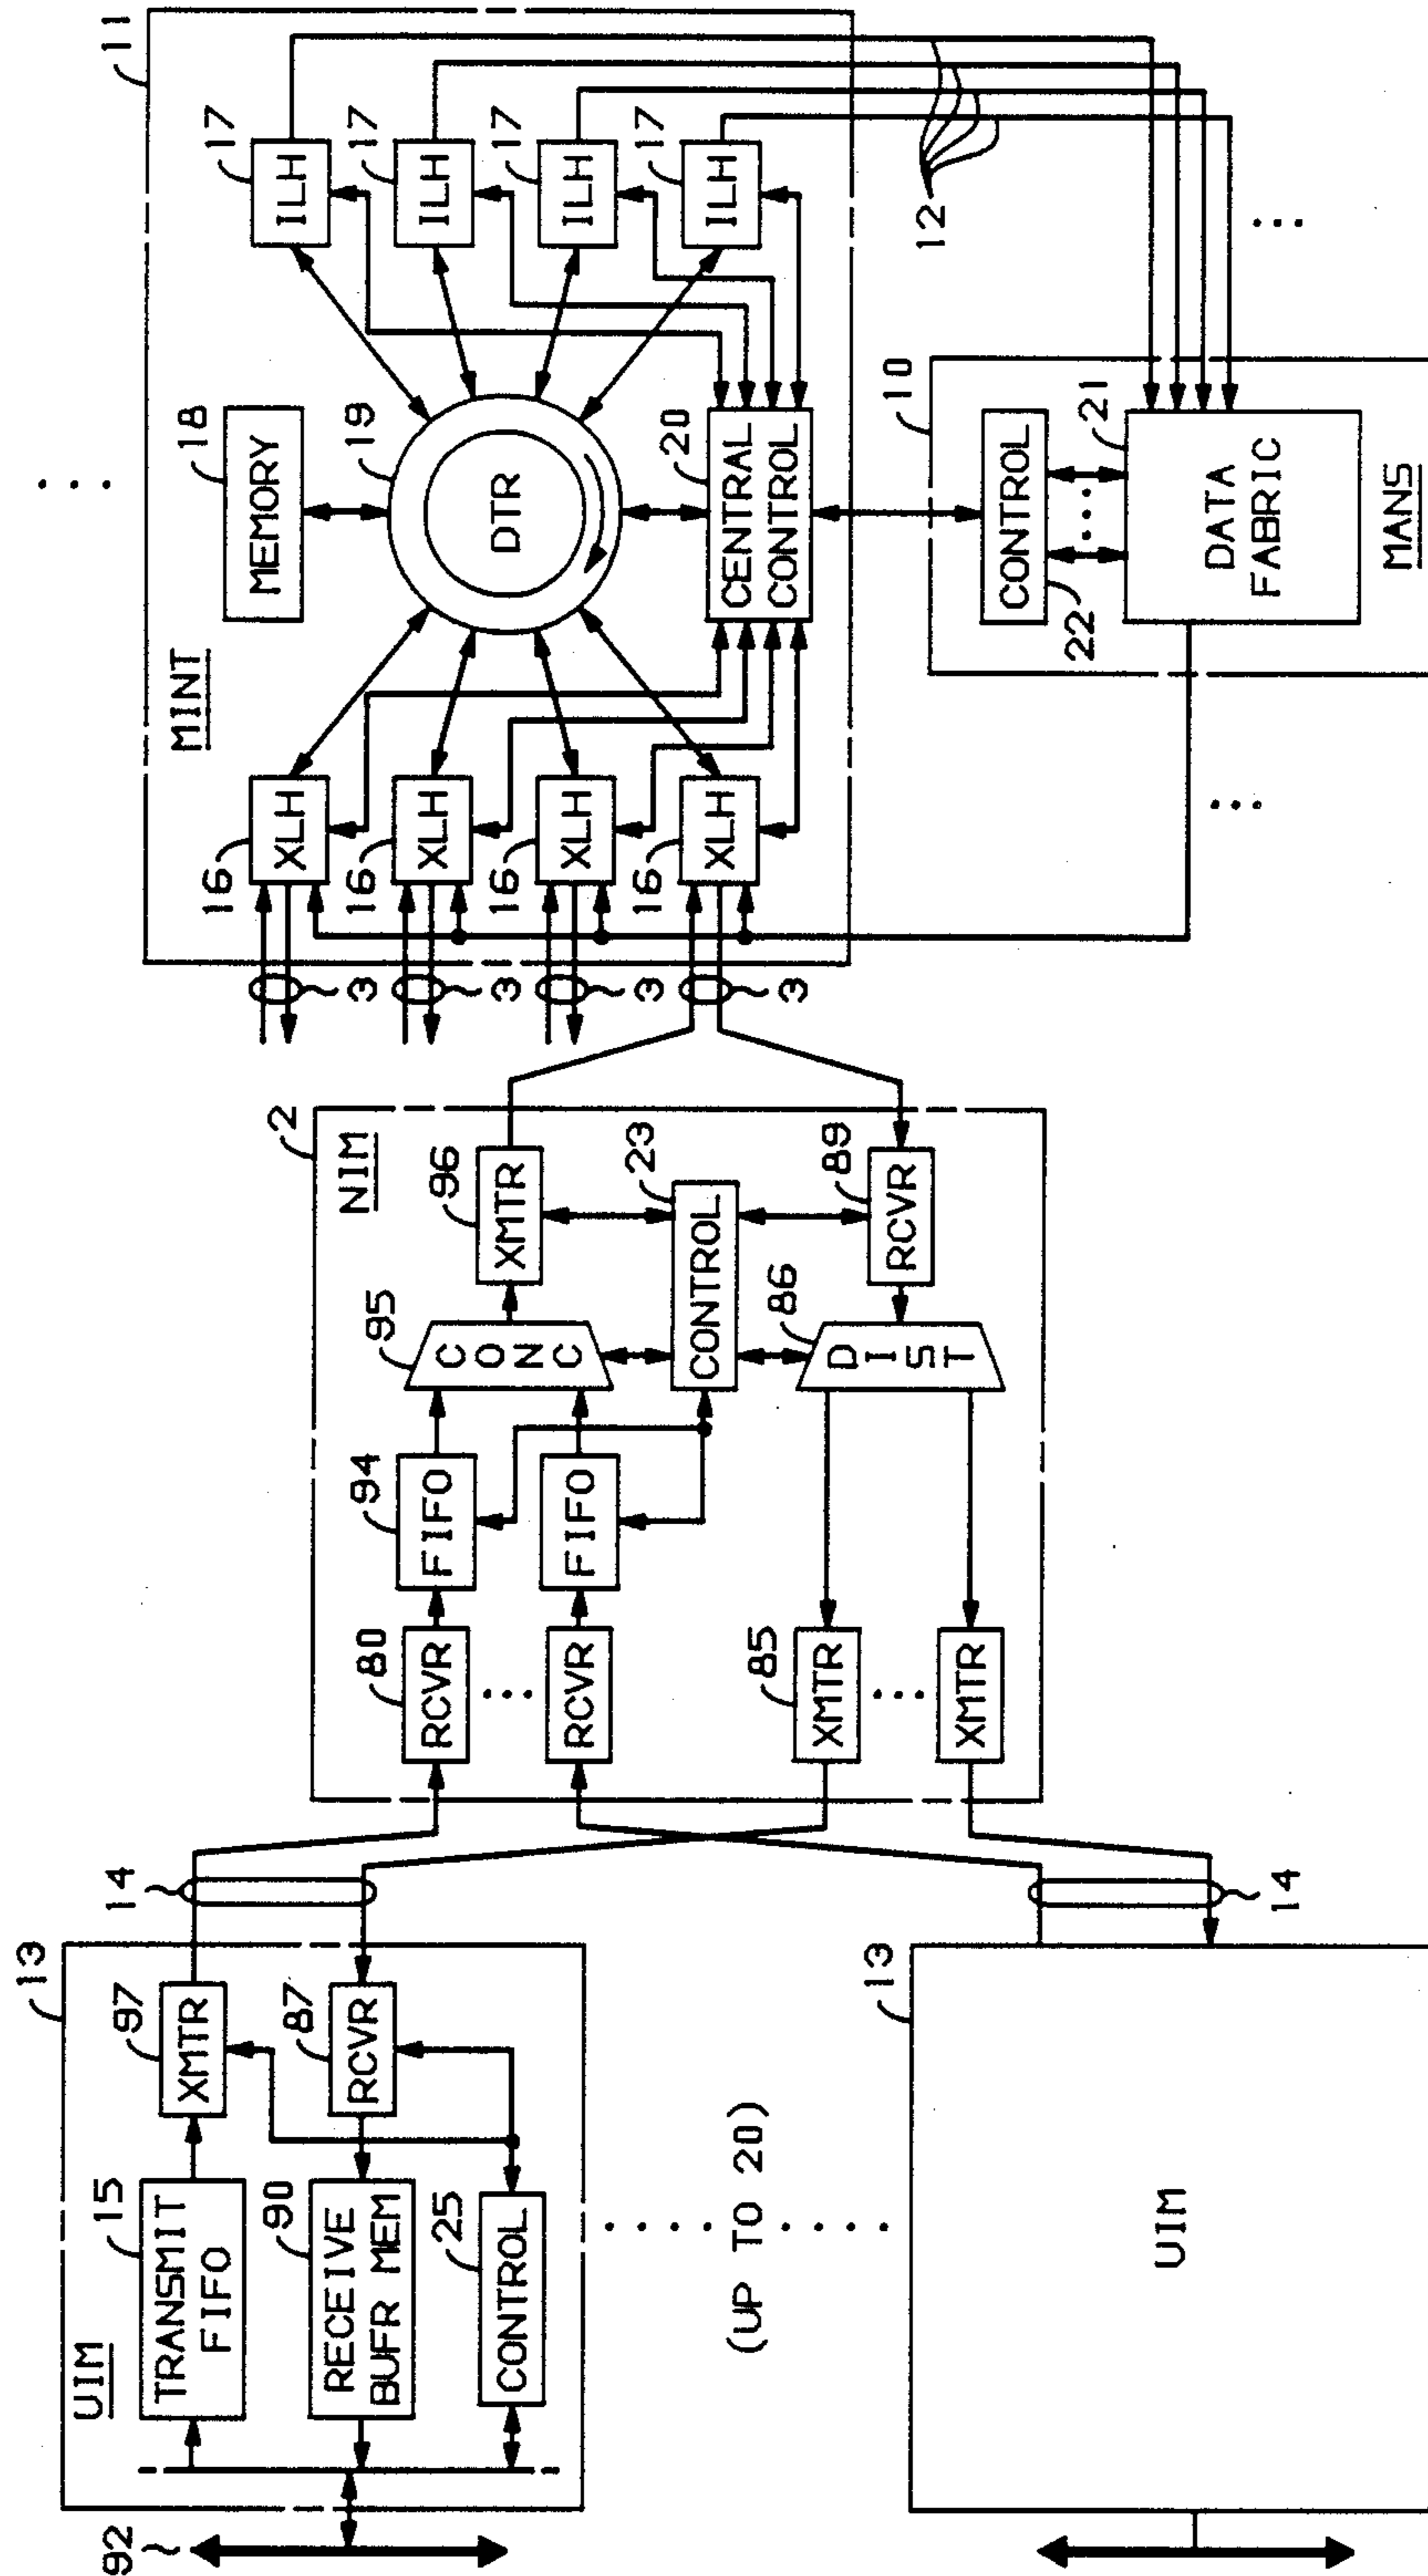 UIM
13
TRANSMIT
FIFO
15
XMTR
97
RECEIVE
BUFR MEM
90
RCVR
87
CONTROL
25
92
14
(UP TO 20)
13
UIM
14
NIM
2
RCVR
80
RCVR
FIFO
94
FIFO
CONC
95
XMTR
96
CONTROL
23
XMTR
85
XMTR
DIST
86
RCVR
89
MINT
11
3
3
3
3
16
XLH
16
XLH
16
XLH
16
XLH
MEMORY
18
DTR
19
CENTRAL
CONTROL
20
17
ILH
17
ILH
17
ILH
17
ILH
12
10
CONTROL
22
DATA
FABRIC
21
MANS